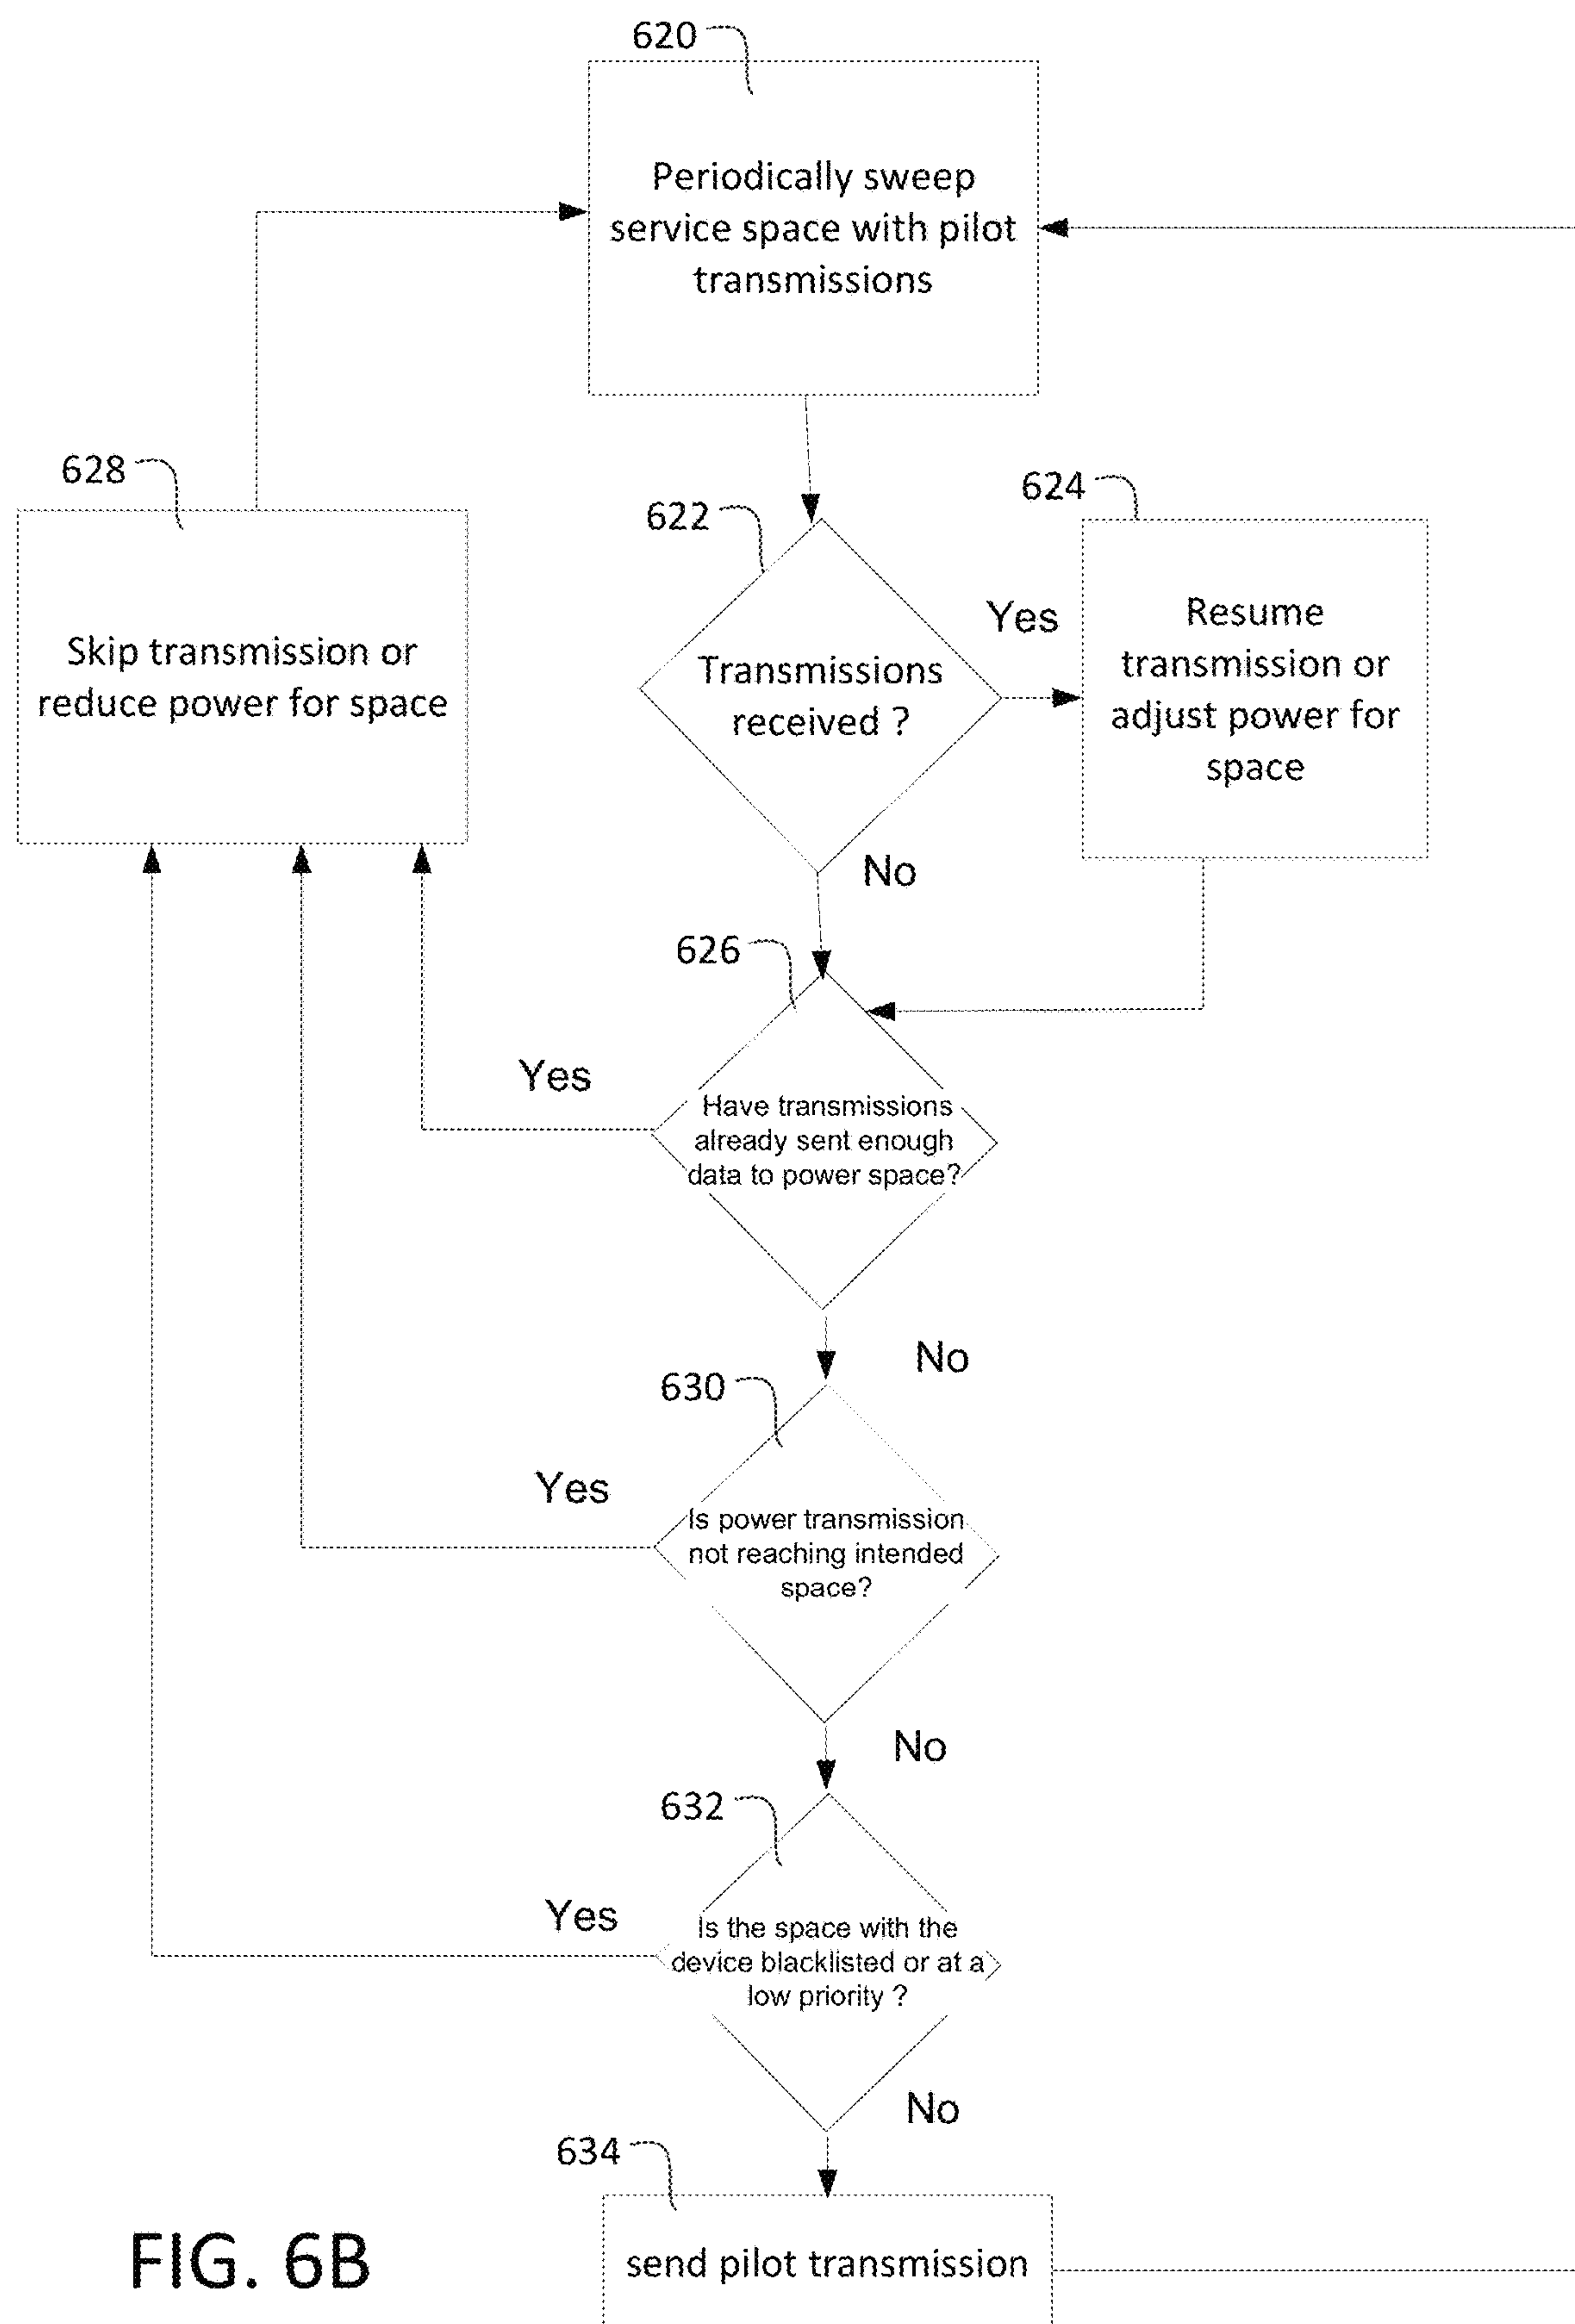 620
Periodically sweep
service space with pilot
transmissions
628
Skip transmission or
reduce power for space
622
Transmissions
received ?
Yes
624
Resume
transmission or
adjust power for
space
No
626
Yes
Have transmissions
already sent enough
data to power space?
No
630
Yes
Is power transmission
not reaching intended
space?
No
632
Yes
Is the space with the
device blacklisted or at a
low priority ?
No
634
send pilot transmission
FIG. 6B